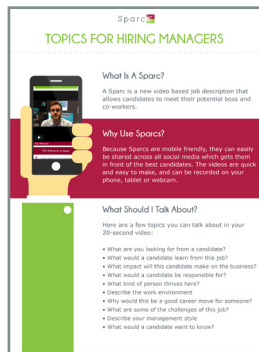 Sparc
TOPICS FOR HIRING MANAGERS
What Is A Sparc?
A Sparc is a new video based job description that
allows candidates to meet their potential boss and
co-workers.
Why Use Sparcs?
Because Sparcs are mobile friendly, they can easily
be shared across all social media which gets them
in front of the best candidates. The videos are quick
and easy to make, and can be recorded on your
phone, tablet or webcam.
What Should I Talk About?
Here are a few topics you can talk about in your
20-second video:
• What are you looking for from a candidate?
• What would a candidate learn from this job?
• What impact will this candidate make on the business?
• What would a candidate be responsible for?
• What kind of person thrives here?
• Describe the work environment
• Why would this be a good career move for someone?
• What are some of the challenges of this job?
• Describe your management style
• What would a candidate want to know?